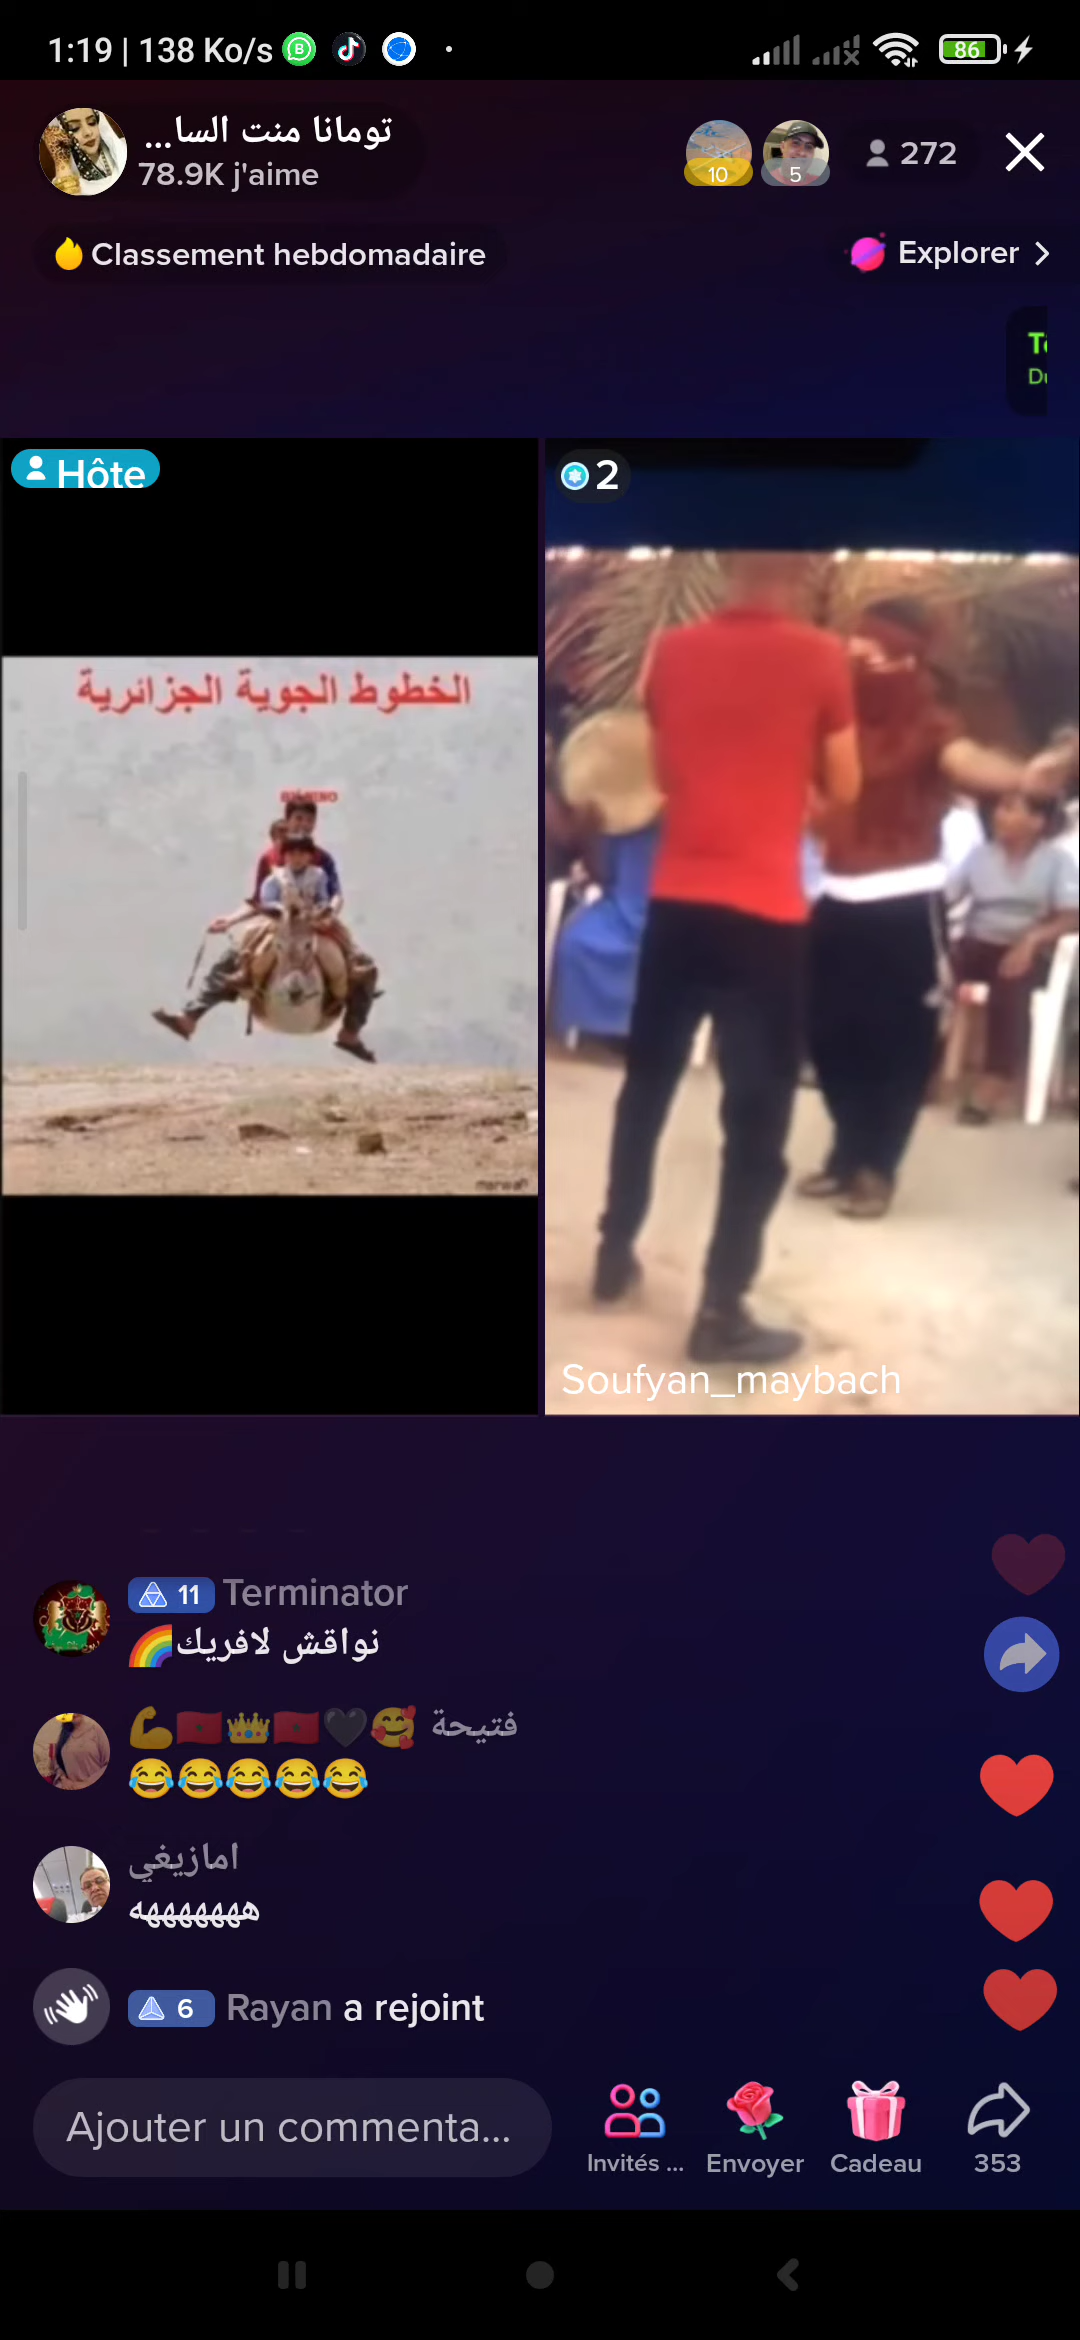 1:19 | 138 Ko/s
86
تومانا منت السا...
78.9K j'aime
10
5
272
Classement hebdomadaire
Explorer
Hôte
2
الخطوط الجوية الجزائرية
Soufyan_maybach
11 Terminator
نواقش لافريك🌈
💪🇲🇦👑🇲🇦🖤🥰 فتيحة
😂😂😂😂😂
امازيغي
هههههههه
6 Rayan a rejoint
Ajouter un commenta...
Invités ...
Envoyer
Cadeau
353